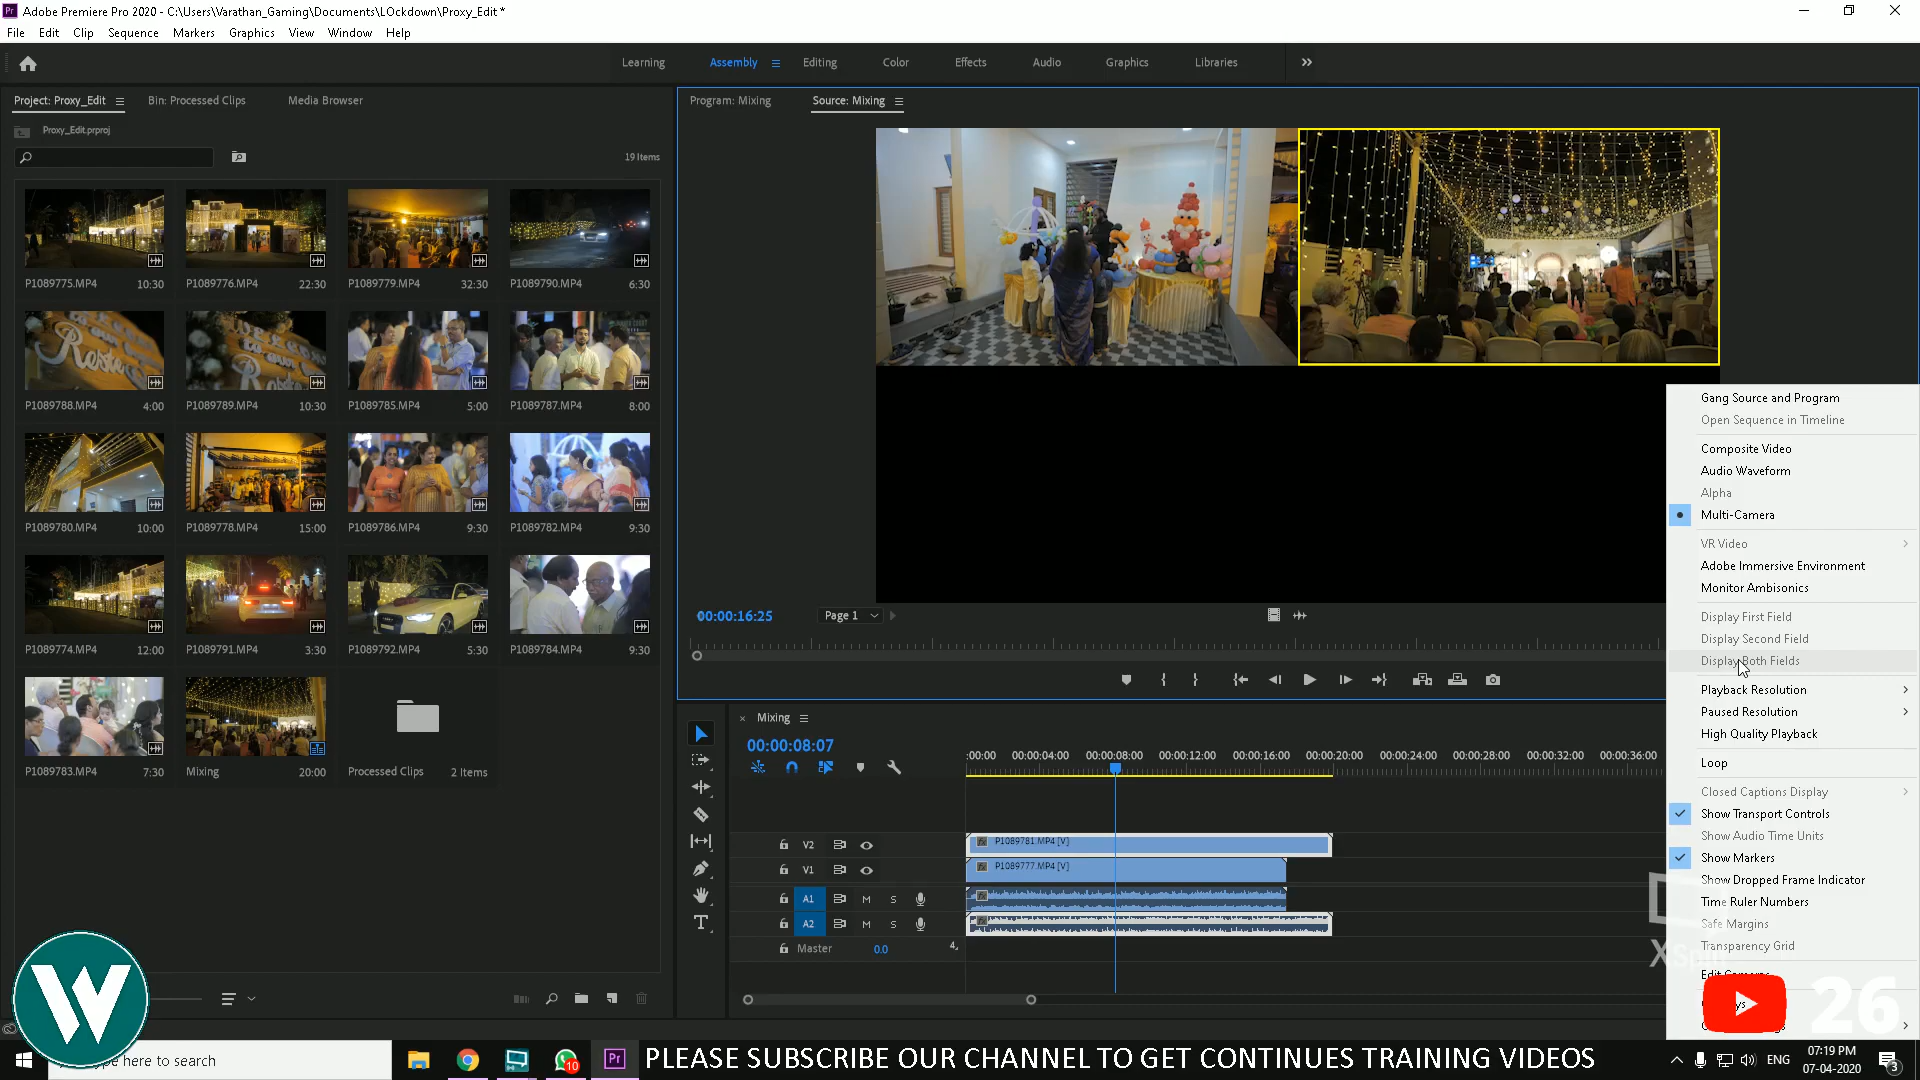 Adobe Premiere Pro 2020 - C:\Users\Varathan_Gaming\Documents\LOckdown\Proxy_Edit *
File Edit Clip Sequence Markers Graphics View Window Help
Learning Assembly Editing Color Effects Audio Graphics Libraries
Project: Proxy_Edit Bin: Processed Clips Media Browser
Program: Mixing Source: Mixing
Proxy_Edit.prproj
19 Items
P1089775.MP4 10:30 P1089776.MP4 22:30 P1089779.MP4 32:30 P1089790.MP4 6:30
P1089788.MP4 4:00 P1089789.MP4 10:30 P1089785.MP4 5:00 P1089787.MP4 8:00
P1089780.MP4 10:00 P1089778.MP4 15:00 P1089786.MP4 9:30 P1089782.MP4 9:30
P1089774.MP4 12:00 P1089791.MP4 3:30 P1089792.MP4 5:30 P1089784.MP4 9:30
P1089783.MP4 7:30 Mixing 20:00 Processed Clips 2 Items
00:00:16:25 Page 1
Gang Source and Program
Open Sequence in Timeline
Composite Video
Audio Waveform
Alpha
Multi-Camera
VR Video
Adobe Immersive Environment
Monitor Ambisonics
Display First Field
Display Second Field
Display Both Fields
Playback Resolution
Paused Resolution
High Quality Playback
Loop
Closed Captions Display
Show Transport Controls
Show Audio Time Units
Show Markers
Show Dropped Frame Indicator
Time Ruler Numbers
Safe Margins
Transparency Grid
Mixing
00:00:08:07
:00:00 00:00:04:00 00:00:08:00 00:00:12:00 00:00:16:00 00:00:20:00 00:00:24:00 00:00:28:00 00:00:32:00 00:00:36:00
V2 P1089781.MP4 [V]
V1 P1089777.MP4 [V]
A1 M S
A2 M S
Master 0.0
W
26
here to search
10
Pr
PLEASE SUBSCRIBE OUR CHANNEL TO GET CONTINUES TRAINING VIDEOS
ENG
07:19 PM
07-04-2020
3